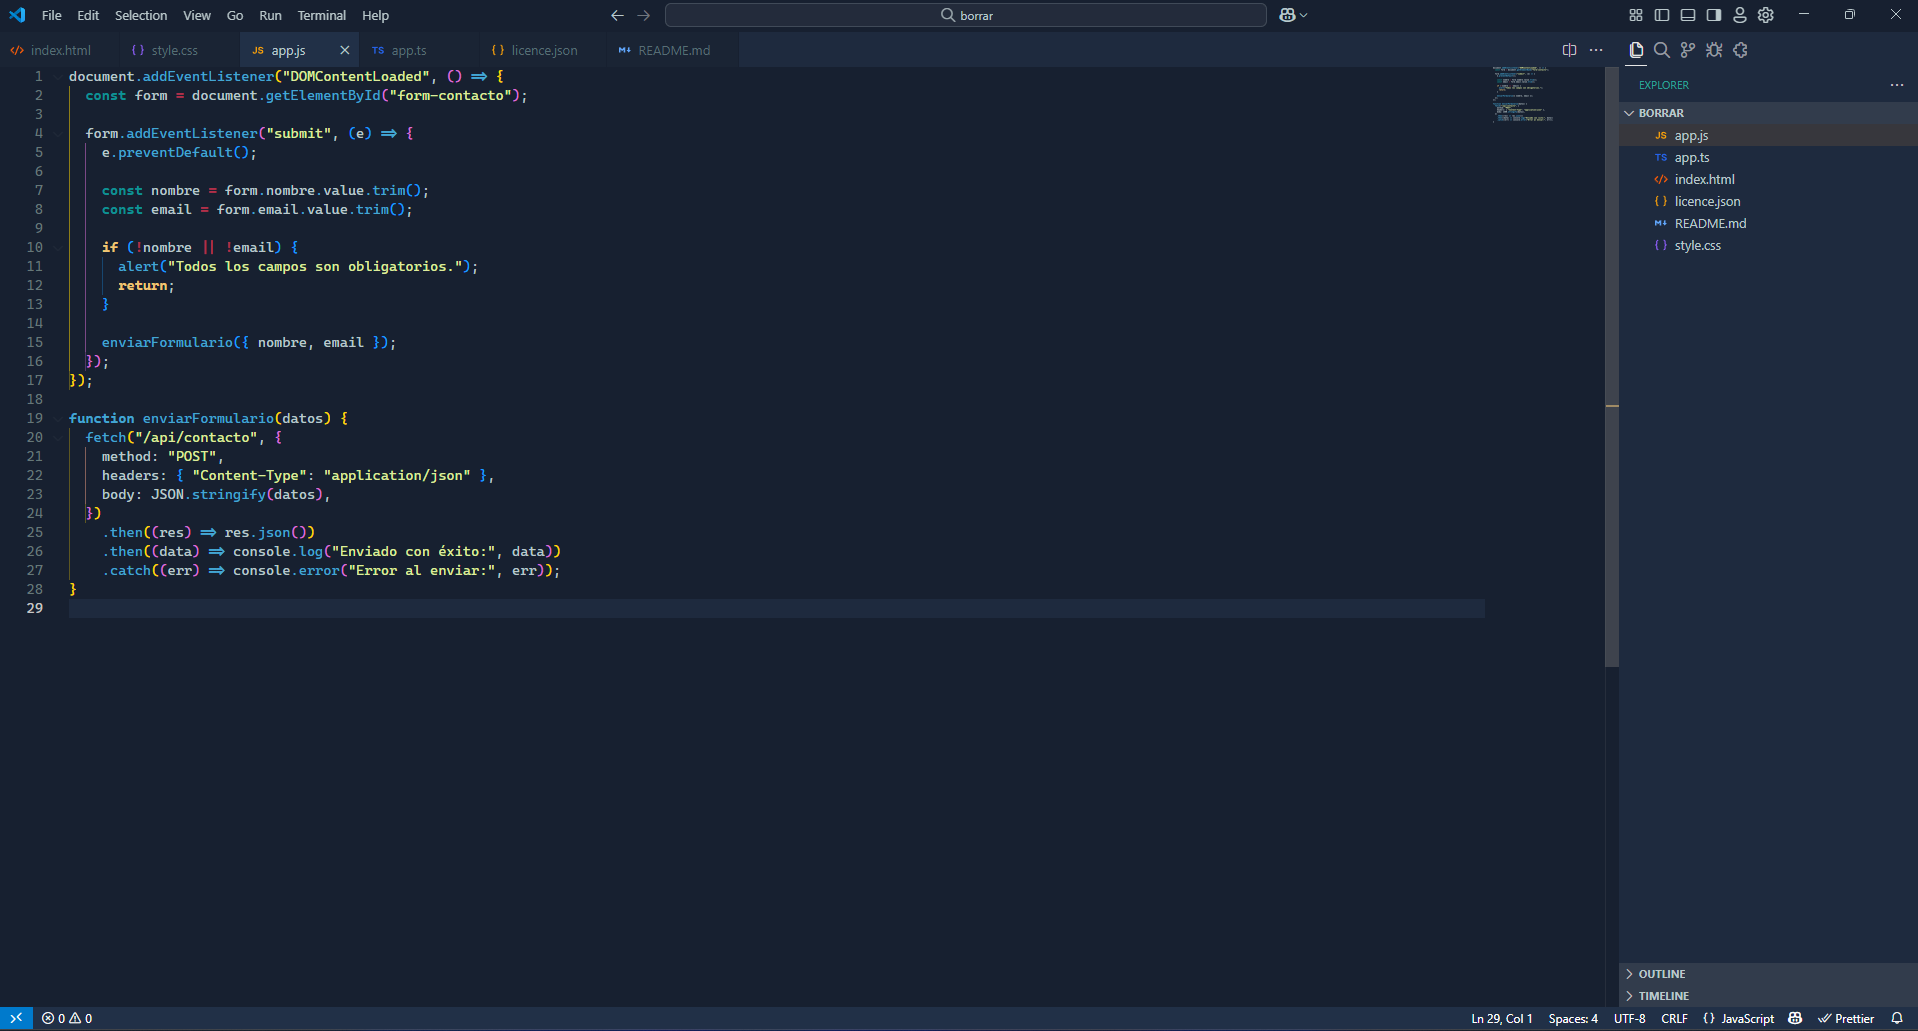 File Edit Selection View Go Run Terminal Help
borrar
index.html style.css app.js app.ts licence.json README.md
1 document.addEventListener("DOMContentLoaded", () => {
2 const form = document.getElementById("form-contacto");
3
4 form.addEventListener("submit", (e) => {
5 e.preventDefault();
6
7 const nombre = form.nombre.value.trim();
8 const email = form.email.value.trim();
9
10 if (!nombre || !email) {
11 alert("Todos los campos son obligatorios.");
12 return;
13 }
14
15 enviarFormulario({ nombre, email });
16 });
17 });
18
19 function enviarFormulario(datos) {
20 fetch("/api/contacto", {
21 method: "POST",
22 headers: { "Content-Type": "application/json" },
23 body: JSON.stringify(datos),
24 })
25 .then((res) => res.json())
26 .then((data) => console.log("Enviado con éxito:", data))
27 .catch((err) => console.error("Error al enviar:", err));
28 }
29
EXPLORER
BORRAR
JS app.js
TS app.ts
index.html
licence.json
README.md
style.css
OUTLINE
TIMELINE
0 0 Ln 29, Col 1 Spaces: 4 UTF-8 CRLF {} JavaScript Prettier